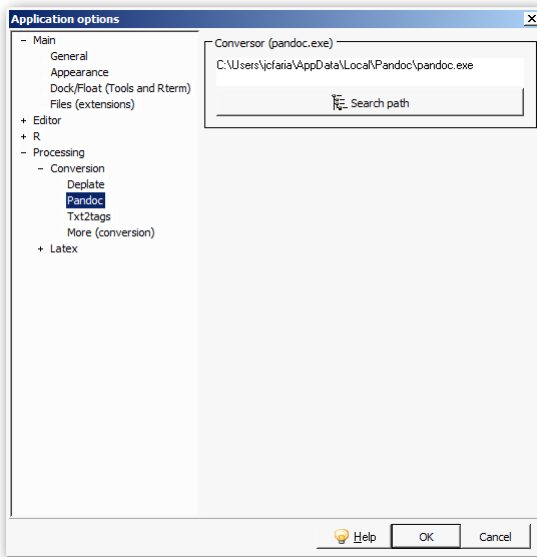 Application options
Main
General
Appearance
Dock/Float (Tools and Rterm)
Files (extensions)
Editor
R
Processing
Conversion
Deplate
Pandoc
Txt2tags
More (conversion)
Latex
Conversor (pandoc.exe)
C:\Users\jcfaria\AppData\Local\Pandoc\pandoc.exe
Search path
Help
OK
Cancel